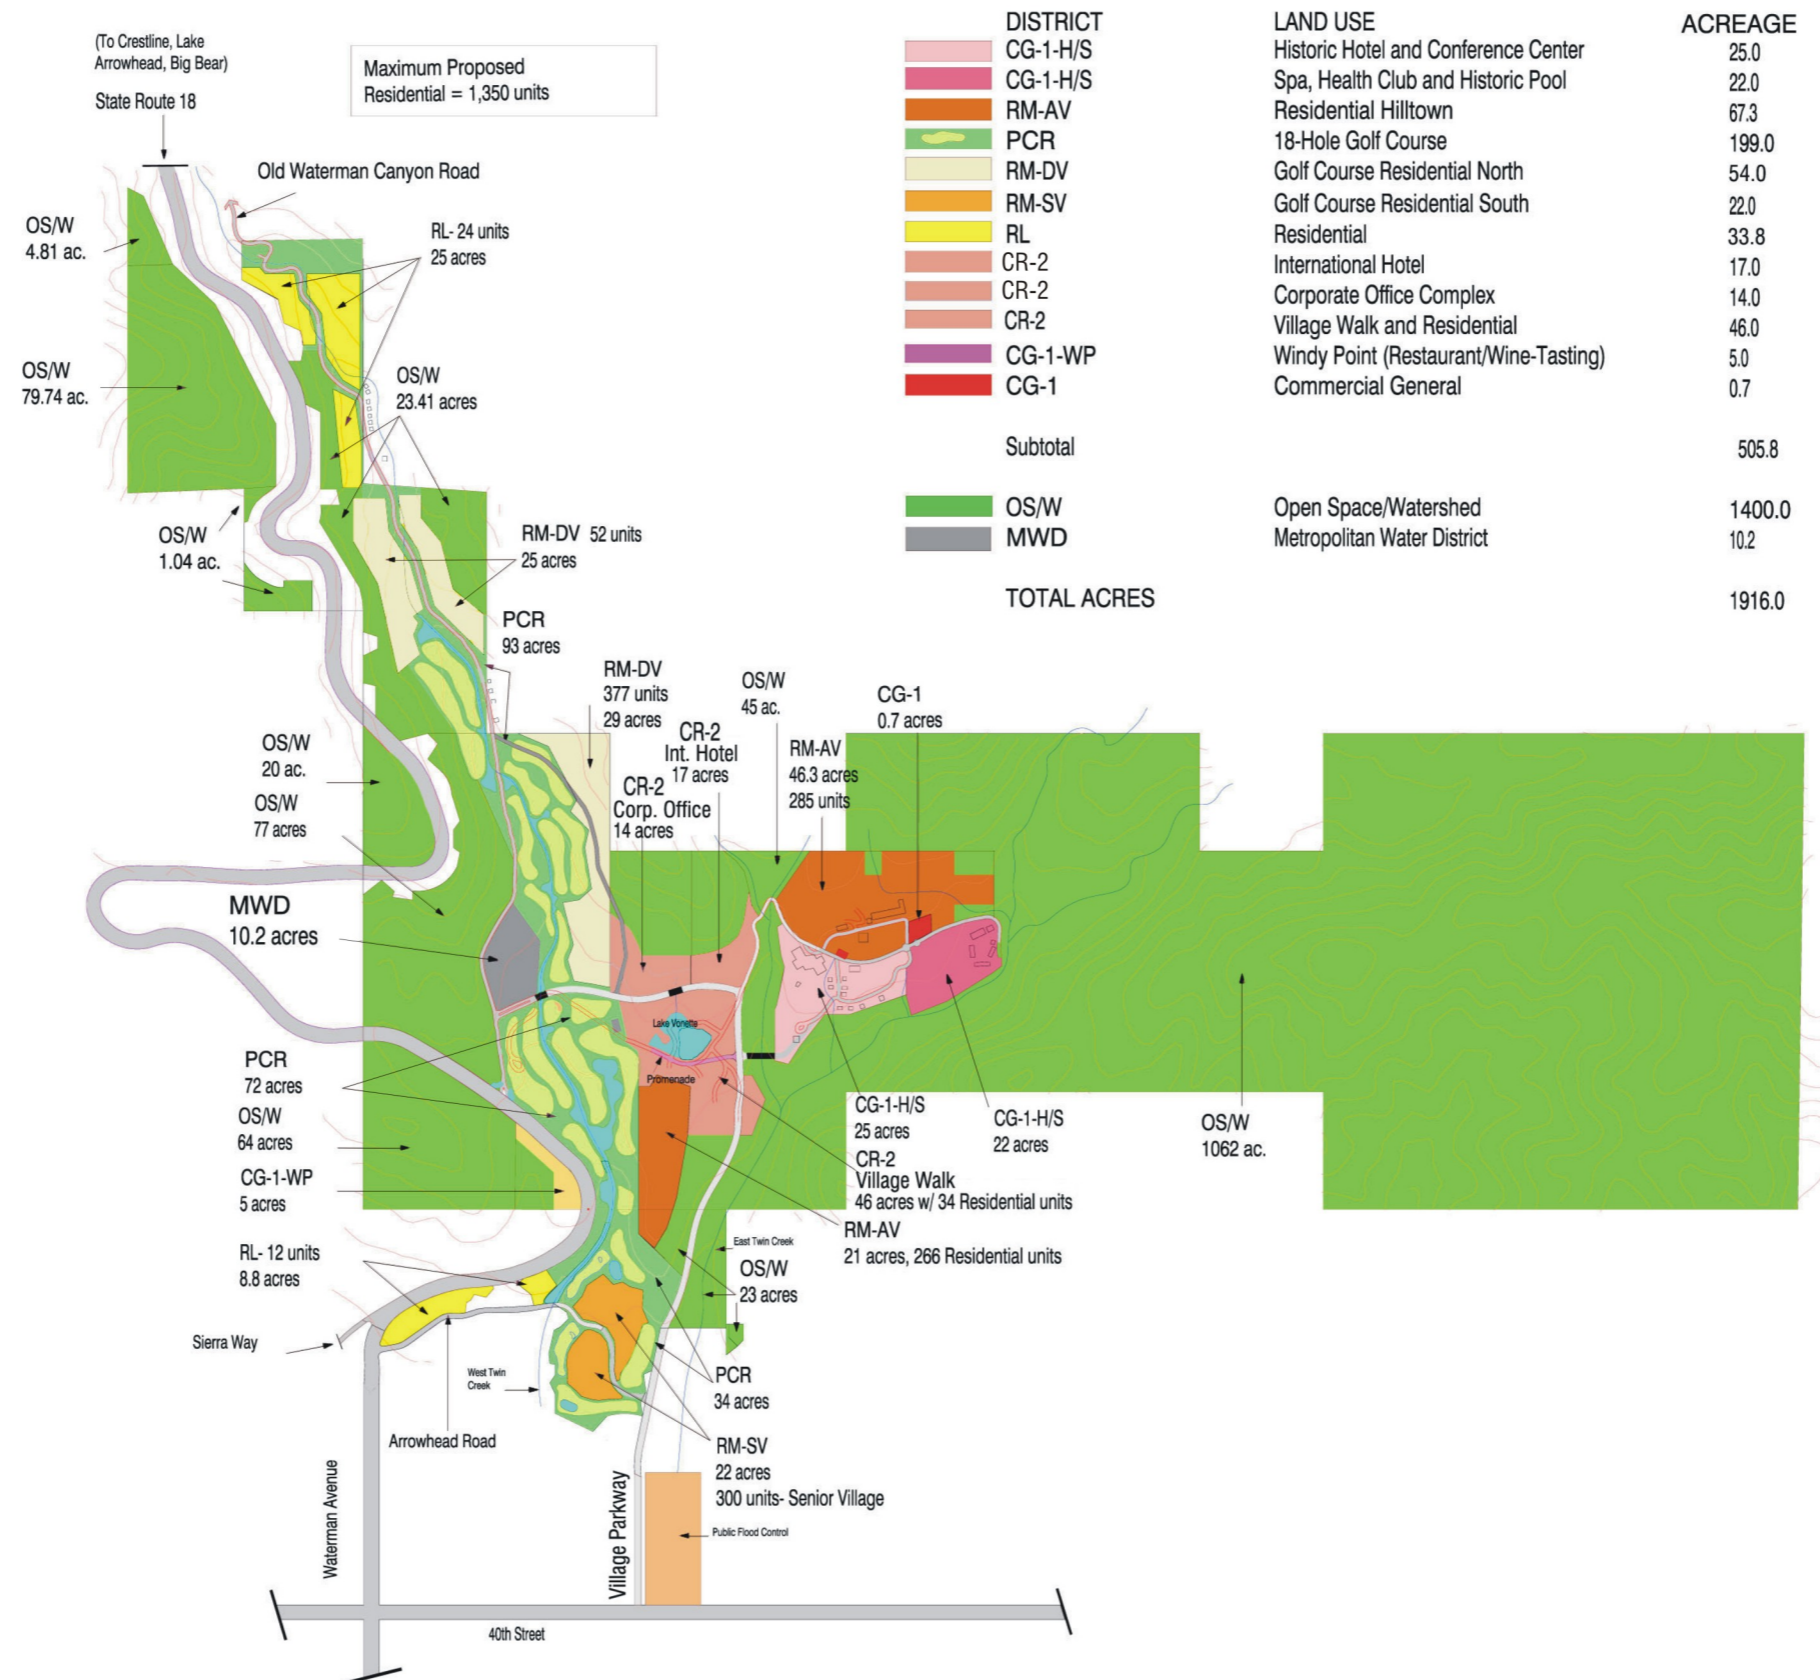 (To Crestline, Lake
Arrowhead, Big Bear)
State Route 18
Maximum Proposed
Residential = 1,350 units
DISTRICT LAND USE ACREAGE
CG-1-H/S Historic Hotel and Conference Center 25.0
CG-1-H/S Spa, Health Club and Historic Pool 22.0
RM-AV Residential Hilltown 67.3
PCR 18-Hole Golf Course 199.0
RM-DV Golf Course Residential North 54.0
RM-SV Golf Course Residential South 22.0
RL Residential 33.8
CR-2 International Hotel 17.0
CR-2 Corporate Office Complex 14.0
CR-2 Village Walk and Residential 46.0
CG-1-WP Windy Point (Restaurant/Wine-Tasting) 5.0
CG-1 Commercial General 0.7
Subtotal 505.8
OS/W Open Space/Watershed 1400.0
MWD Metropolitan Water District 10.2
TOTAL ACRES 1916.0
Old Waterman Canyon Road
OS/W
4.81 ac.
RL- 24 units
25 acres
OS/W
79.74 ac.
OS/W
23.41 acres
OS/W
1.04 ac.
RM-DV 52 units
25 acres
PCR
93 acres
RM-DV
377 units
29 acres
OS/W
45 ac.
CG-1
0.7 acres
CR-2
Int. Hotel
17 acres
RM-AV
46.3 acres
285 units
OS/W
20 ac.
CR-2
Corp. Office
14 acres
OS/W
77 acres
MWD
10.2 acres
Lake Vonette
Promenade
PCR
72 acres
OS/W
64 acres
CG-1-WP
5 acres
CG-1-H/S
25 acres
CG-1-H/S
22 acres
OS/W
1062 ac.
CR-2
Village Walk
46 acres w/ 34 Residential units
RM-AV
21 acres, 266 Residential units
East Twin Creek
RL- 12 units
8.8 acres
OS/W
23 acres
Sierra Way
West Twin
Creek
PCR
34 acres
Arrowhead Road
RM-SV
22 acres
300 units- Senior Village
Waterman Avenue
Village Parkway
Public Flood Control
40th Street